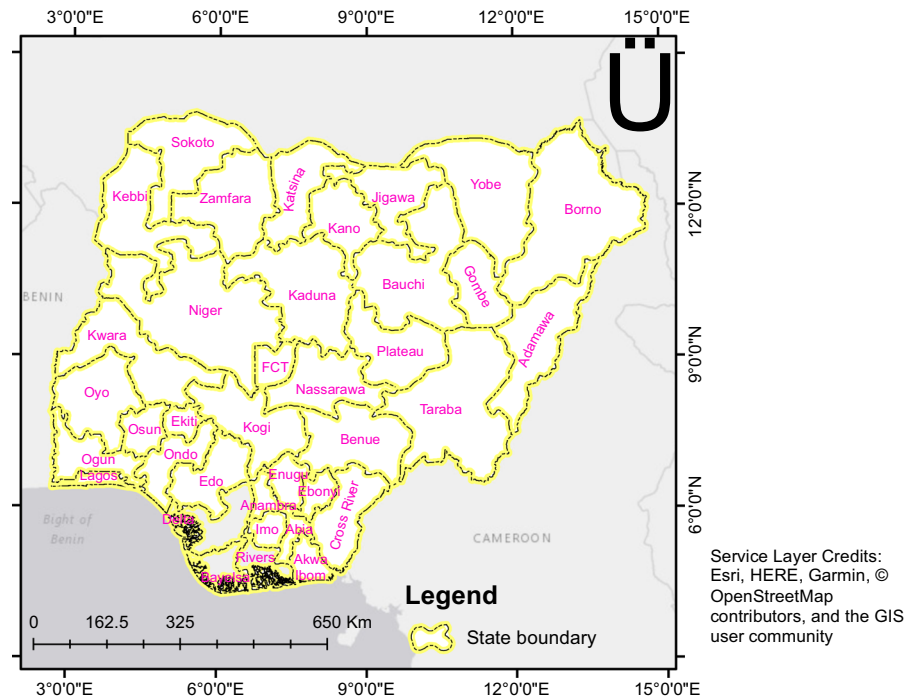 3°0'0"E 6°0'0"E 9°0'0"E 12°0'0"E 15°0'0"E
Ü
Sokoto
Kebbi
Zamfara
Katsina
Kano
Jigawa
Yobe
Borno
12°0'0"N
BENIN
Niger
Kaduna
Bauchi
Gombe
Adamawa
Kwara
FCT
Plateau
9°0'0"N
Oyo
Nassarawa
Taraba
Osun
Ekiti
Kogi
Benue
Ogun
Ondo
Lagos
Edo
Enugu
Ebonyi
Anambra
Cross River
6°0'0"N
Delta
Imo
Abia
Bight of
Benin
CAMEROON
Rivers
Akwa
Ibom
Bayelsa
Legend
State boundary
0 162.5 325 650 Km
3°0'0"E 6°0'0"E 9°0'0"E 12°0'0"E 15°0'0"E
Service Layer Credits:
Esri, HERE, Garmin, ©
OpenStreetMap
contributors, and the GIS
user community